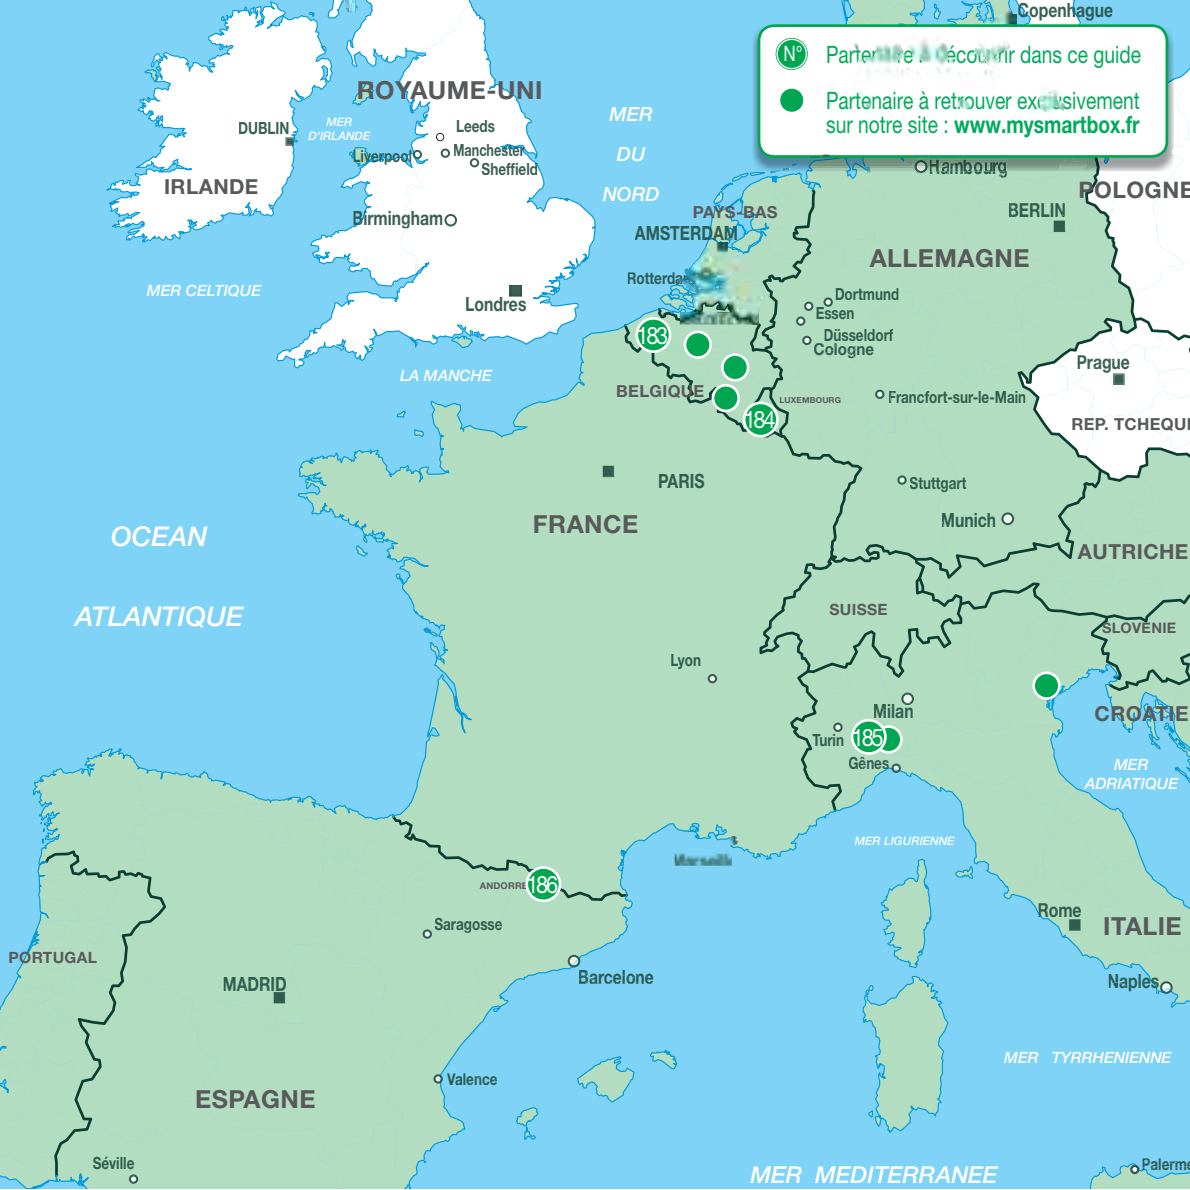 Copenhague
N° Partenaire à découvrir dans ce guide
Partenaire à retrouver exclusivement
sur notre site : www.mysmartbox.fr
ROYAUME-UNI
MER
DU
NORD
MER
D'IRLANDE
DUBLIN
IRLANDE
Leeds
Manchester
Liverpool
Sheffield
Birmingham
Londres
MER CELTIQUE
LA MANCHE
PAYS-BAS
AMSTERDAM
Hambourg
POLOGNE
BERLIN
ALLEMAGNE
Dortmund
Essen
Düsseldorf
Cologne
183
BELGIQUE
184
LUXEMBOURG
Francfort-sur-le-Main
Prague
REP. TCHEQUI
PARIS
FRANCE
Stuttgart
Munich
AUTRICHE
OCEAN
ATLANTIQUE
SUISSE
SLOVENIE
Lyon
Milan
CROATIE
Turin
185
Gênes
MER
ADRIATIQUE
MER LIGURIENNE
ANDORRE
186
Saragosse
Rome
ITALIE
PORTUGAL
MADRID
Barcelone
Naples
MER TYRRHENIENNE
Valence
ESPAGNE
Séville
MER MEDITERRANEE
Palerme